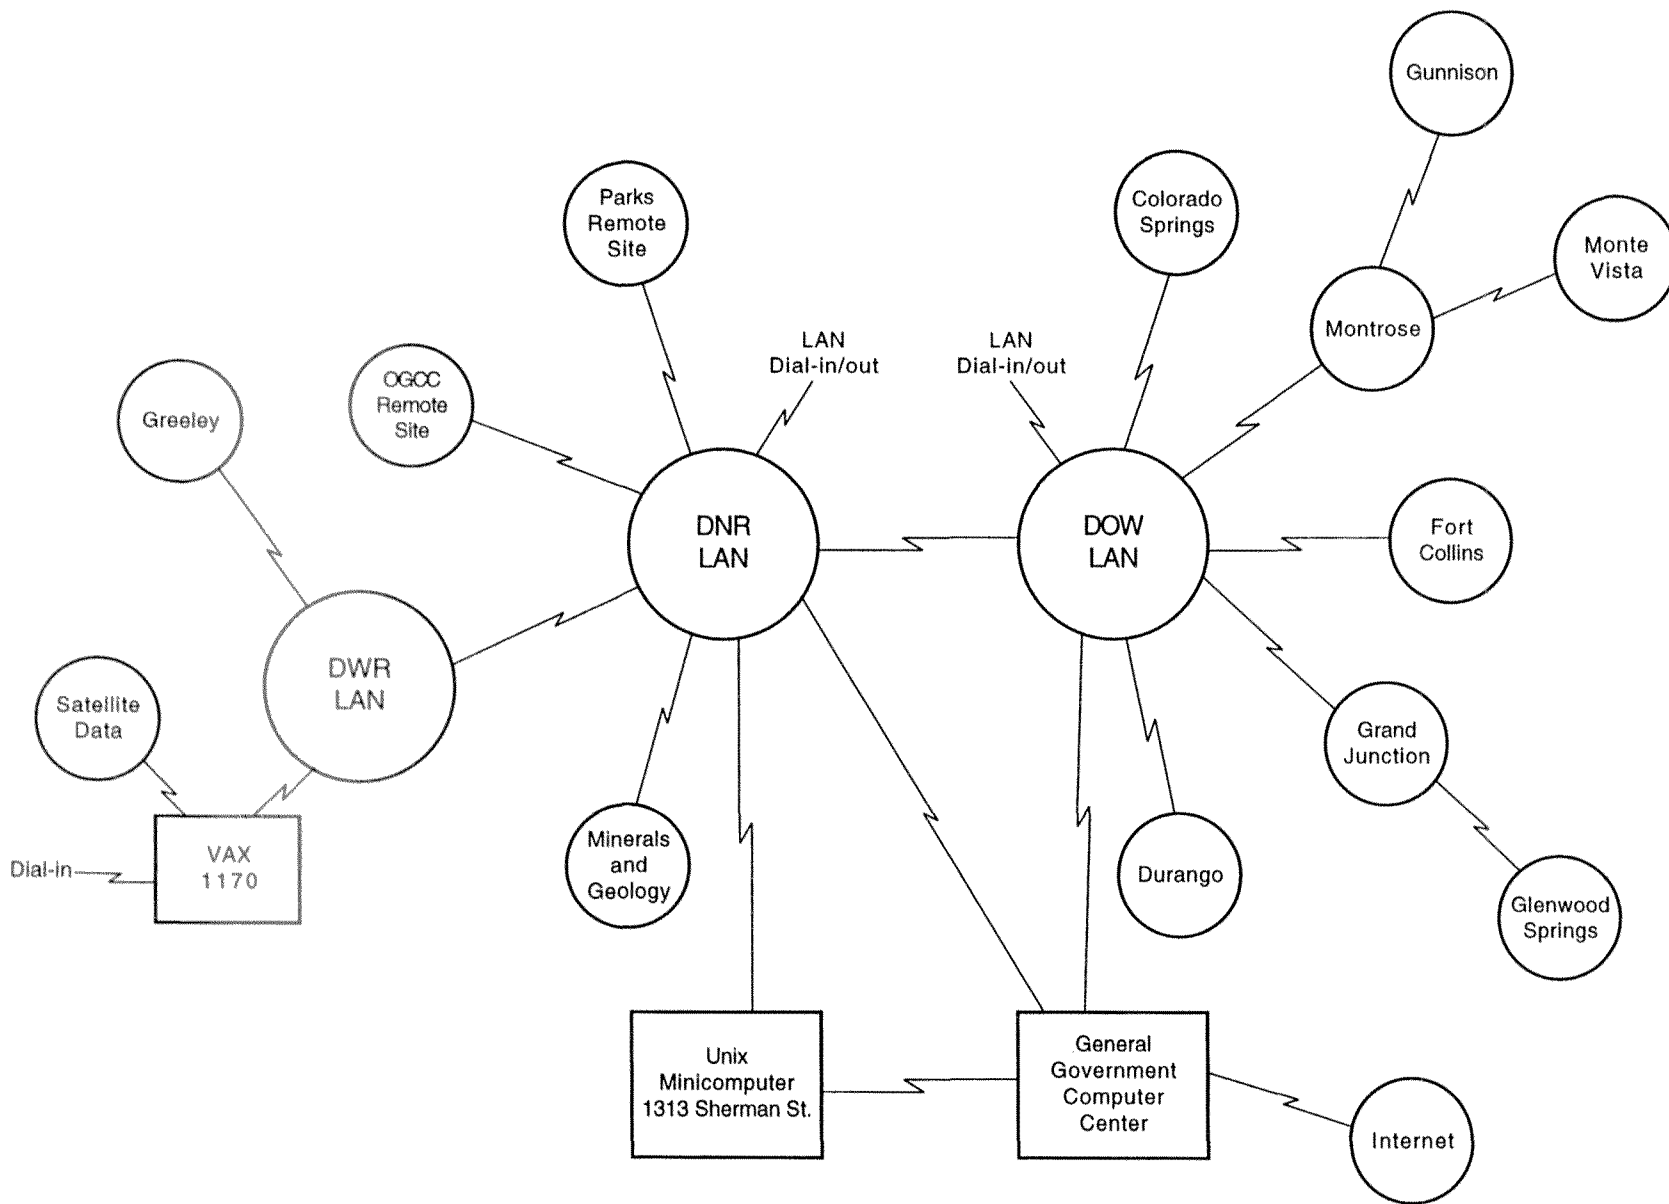 Gunnison
Parks
Remote
Site
Colorado
Springs
Monte
Vista
Montrose
LAN
Dial-in/out
LAN
Dial-in/out
OGCC
Remote
Site
Greeley
DNR
LAN
DOW
LAN
Fort
Collins
DWR
LAN
Satellite
Data
Grand
Junction
VAX
1170
Dial-in
Minerals
and
Geology
Durango
Glenwood
Springs
Unix
Minicomputer
1313 Sherman St.
General
Government
Computer
Center
Internet